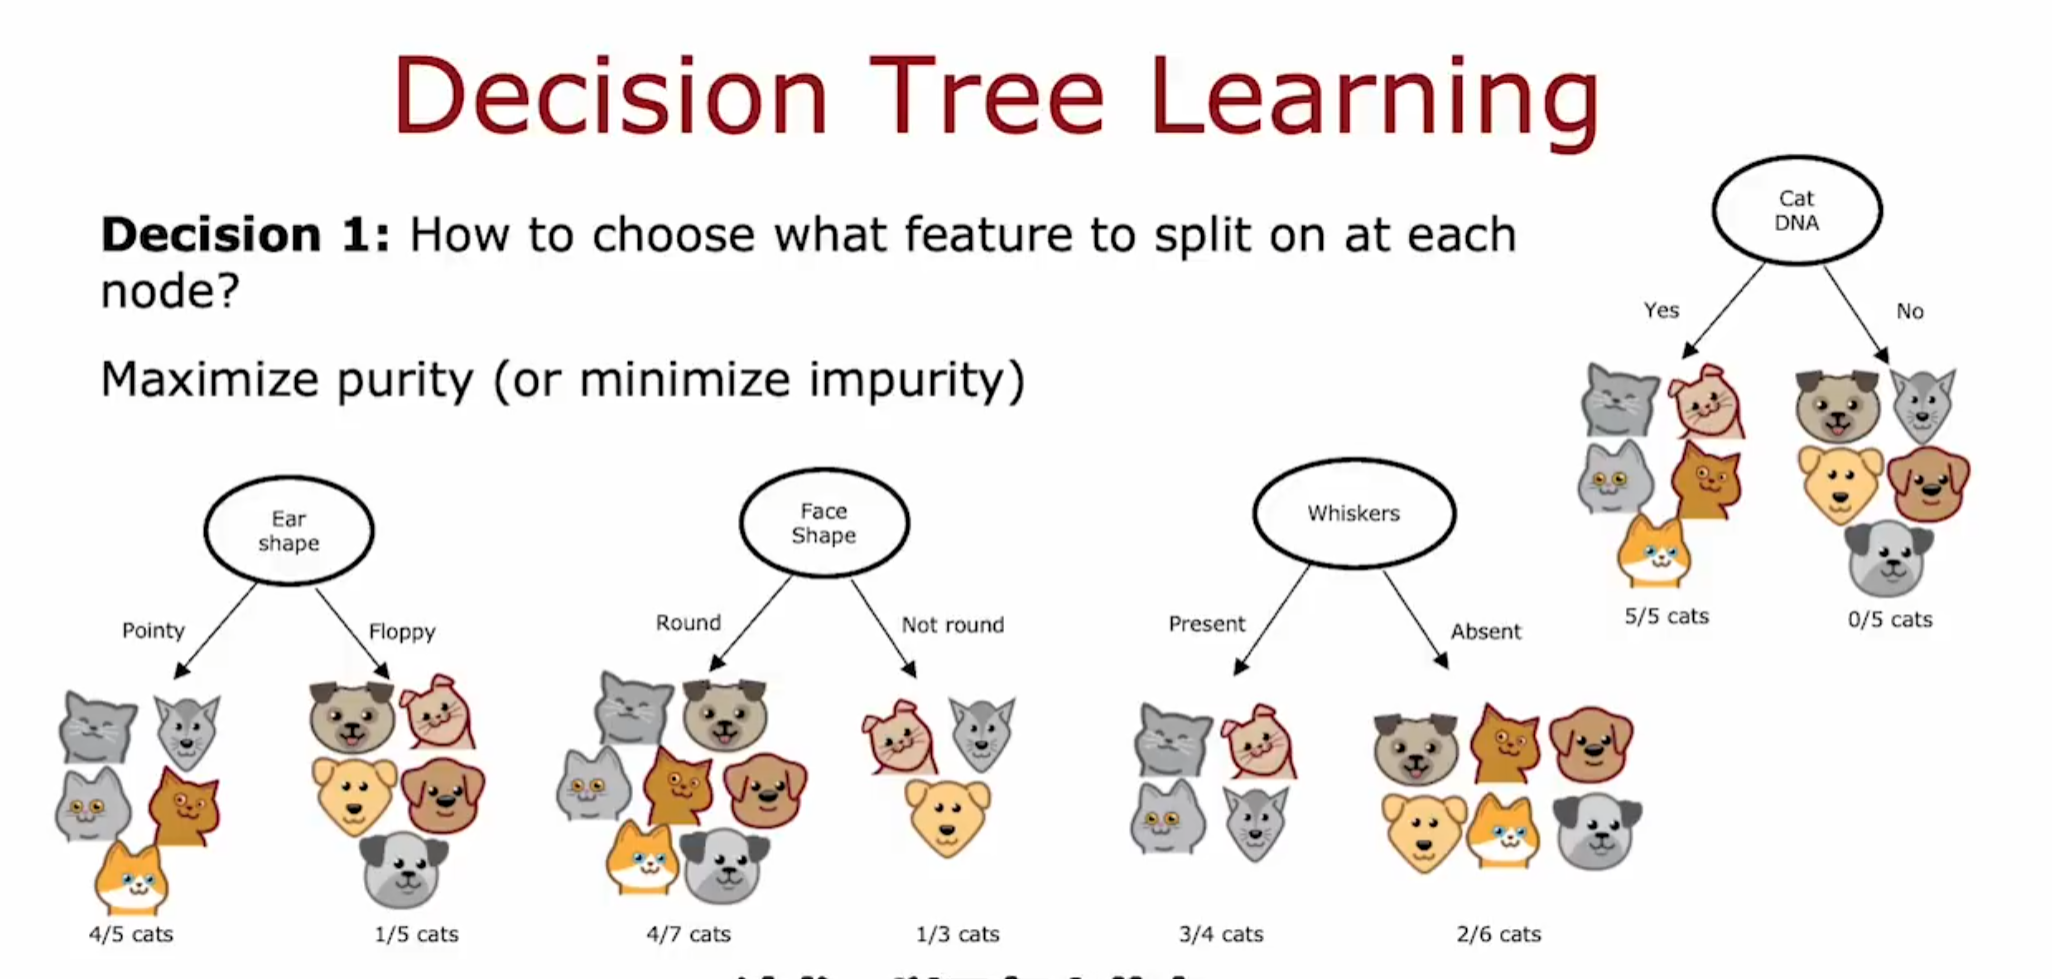 Decision Tree Learning
Decision 1: How to choose what feature to split on at each
node?
Maximize purity (or minimize impurity)
Cat
DNA
Yes
No
5/5 cats
0/5 cats
Ear
shape
Pointy
Floppy
4/5 cats
1/5 cats
Face
Shape
Round
Not round
4/7 cats
1/3 cats
Whiskers
Present
Absent
3/4 cats
2/6 cats